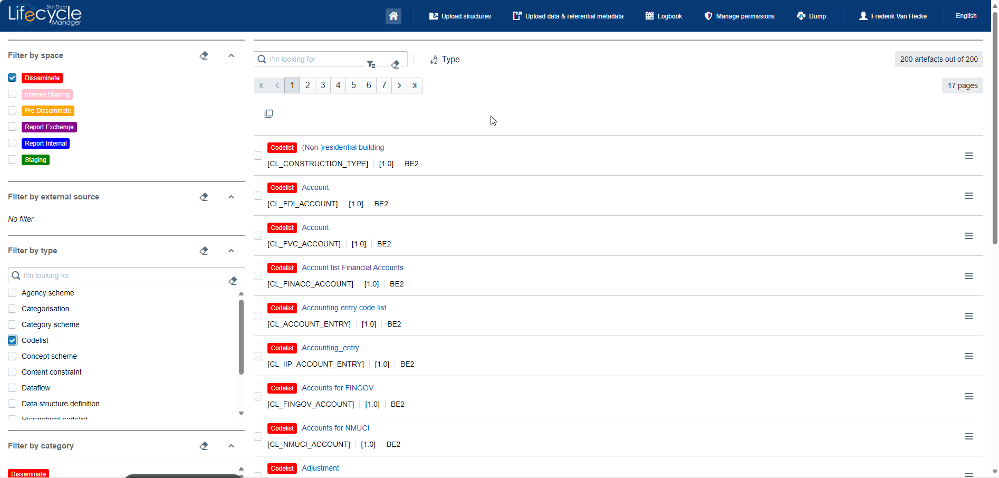 Stat Data
Lifecycle
Manager
Upload structures
Upload data & referential metadata
Logbook
Manage permissions
Dump
Frederik Van Hecke
English
Filter by space
Disseminate
Internal Sharing
Pre Disseminate
Report Exchange
Report Internal
Staging
Filter by external source
No filter
Filter by type
I'm looking for
Agency scheme
Categorisation
Category scheme
Codelist
Concept scheme
Content constraint
Dataflow
Data structure definition
Hierarchical codelist
Filter by category
Disseminate
I'm looking for
Type
200 artefacts out of 200
1 2 3 4 5 6 7
17 pages
Codelist (Non-)residential building
[CL_CONSTRUCTION_TYPE] [1.0] BE2
Codelist Account
[CL_FDI_ACCOUNT] [1.0] BE2
Codelist Account
[CL_FVC_ACCOUNT] [1.0] BE2
Codelist Account list Financial Accounts
[CL_FINACC_ACCOUNT] [1.0] BE2
Codelist Accounting entry code list
[CL_ACCOUNT_ENTRY] [1.0] BE2
Codelist Accounting_entry
[CL_IIP_ACCOUNT_ENTRY] [1.0] BE2
Codelist Accounts for FINGOV
[CL_FINGOV_ACCOUNT] [1.0] BE2
Codelist Accounts for NMUCI
[CL_NMUCI_ACCOUNT] [1.0] BE2
Codelist Adjustment